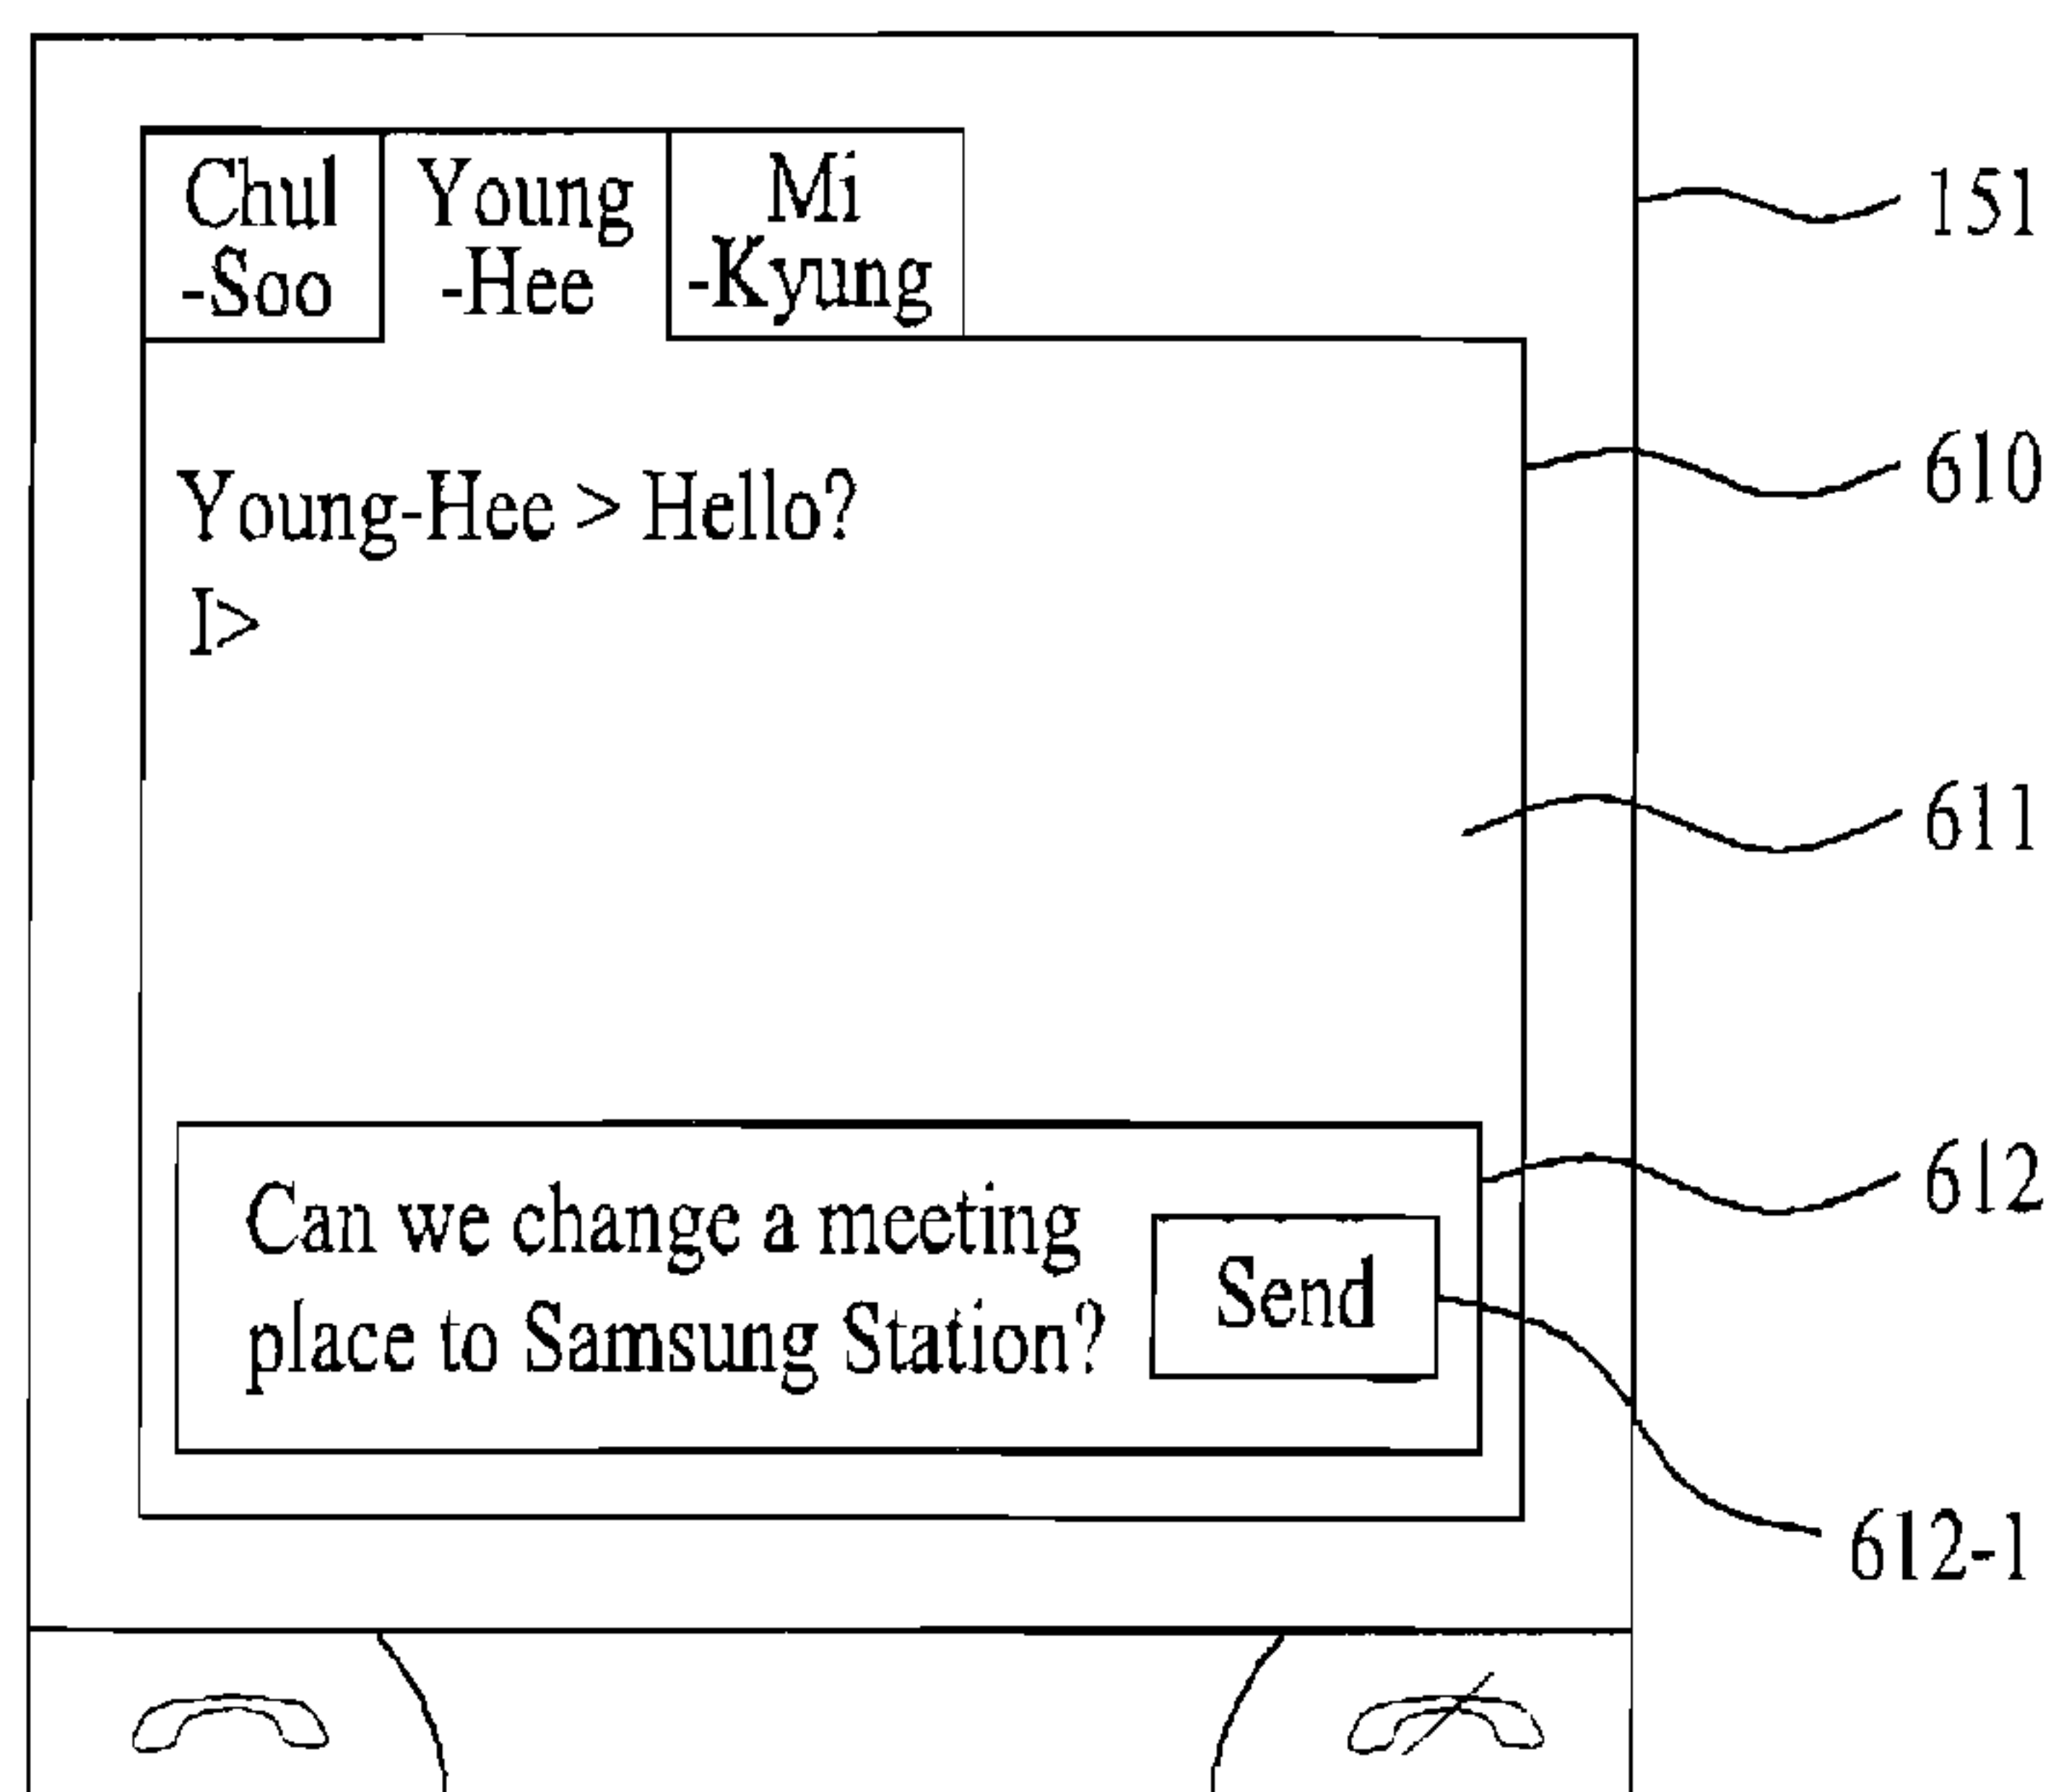 Chul
-Soo
Young
-Hee
Mi
-Kyung
151
610
Young-Hee > Hello?
I>
611
612
Can we change a meeting
place to Samsung Station?
Send
612-1